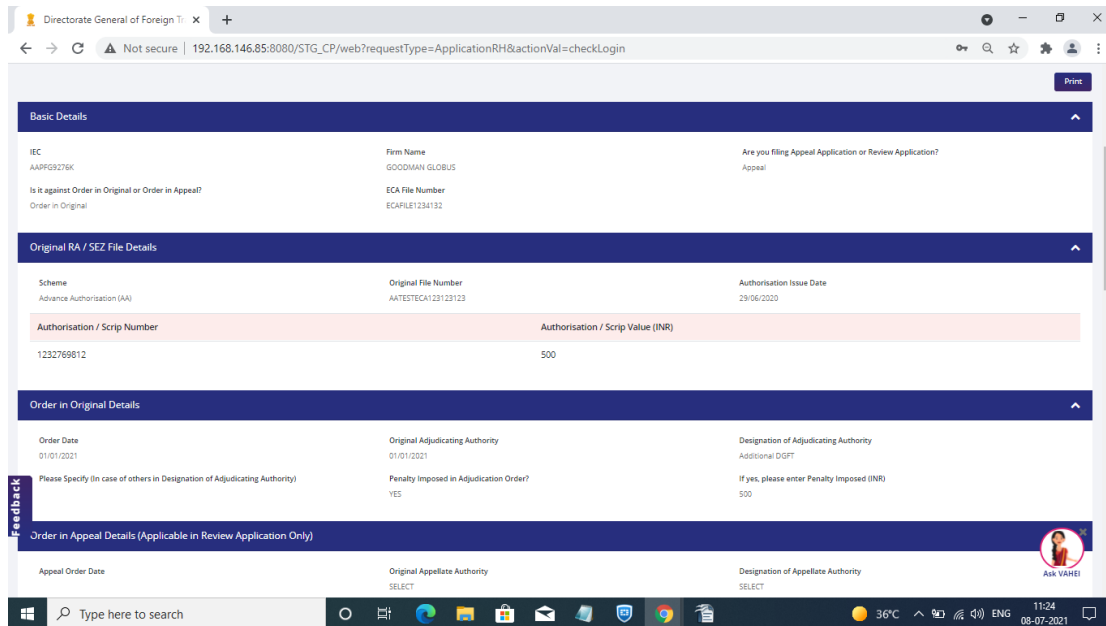 Directorate General of Foreign Tr
Not secure | 192.168.146.85:8080/STG_CP/web?requestType=ApplicationRH&actionVal=checkLogin
Print
Basic Details
IEC Firm Name Are you filing Appeal Application or Review Application?
AAPFG9276K GOODMAN GLOBUS Appeal
Is it against Order in Original or Order in Appeal? ECA File Number
Order in Original ECAFILE1234132
Original RA / SEZ File Details
Scheme Original File Number Authorisation Issue Date
Advance Authorisation (AA) AATESTECA123123123 29/06/2020
Authorisation / Scrip Number Authorisation / Scrip Value (INR)
1232769812 500
Order in Original Details
Order Date Original Adjudicating Authority Designation of Adjudicating Authority
01/01/2021 01/01/2021 Additional DGFT
Please Specify (In case of others in Designation of Adjudicating Authority) Penalty Imposed in Adjudication Order? If yes, please enter Penalty Imposed (INR)
YES 500
Feedback
Order in Appeal Details (Applicable in Review Application Only)
Appeal Order Date Original Appellate Authority Designation of Appellate Authority
SELECT SELECT
Ask VAHEI
Type here to search 36°C ENG 11:24
08-07-2021